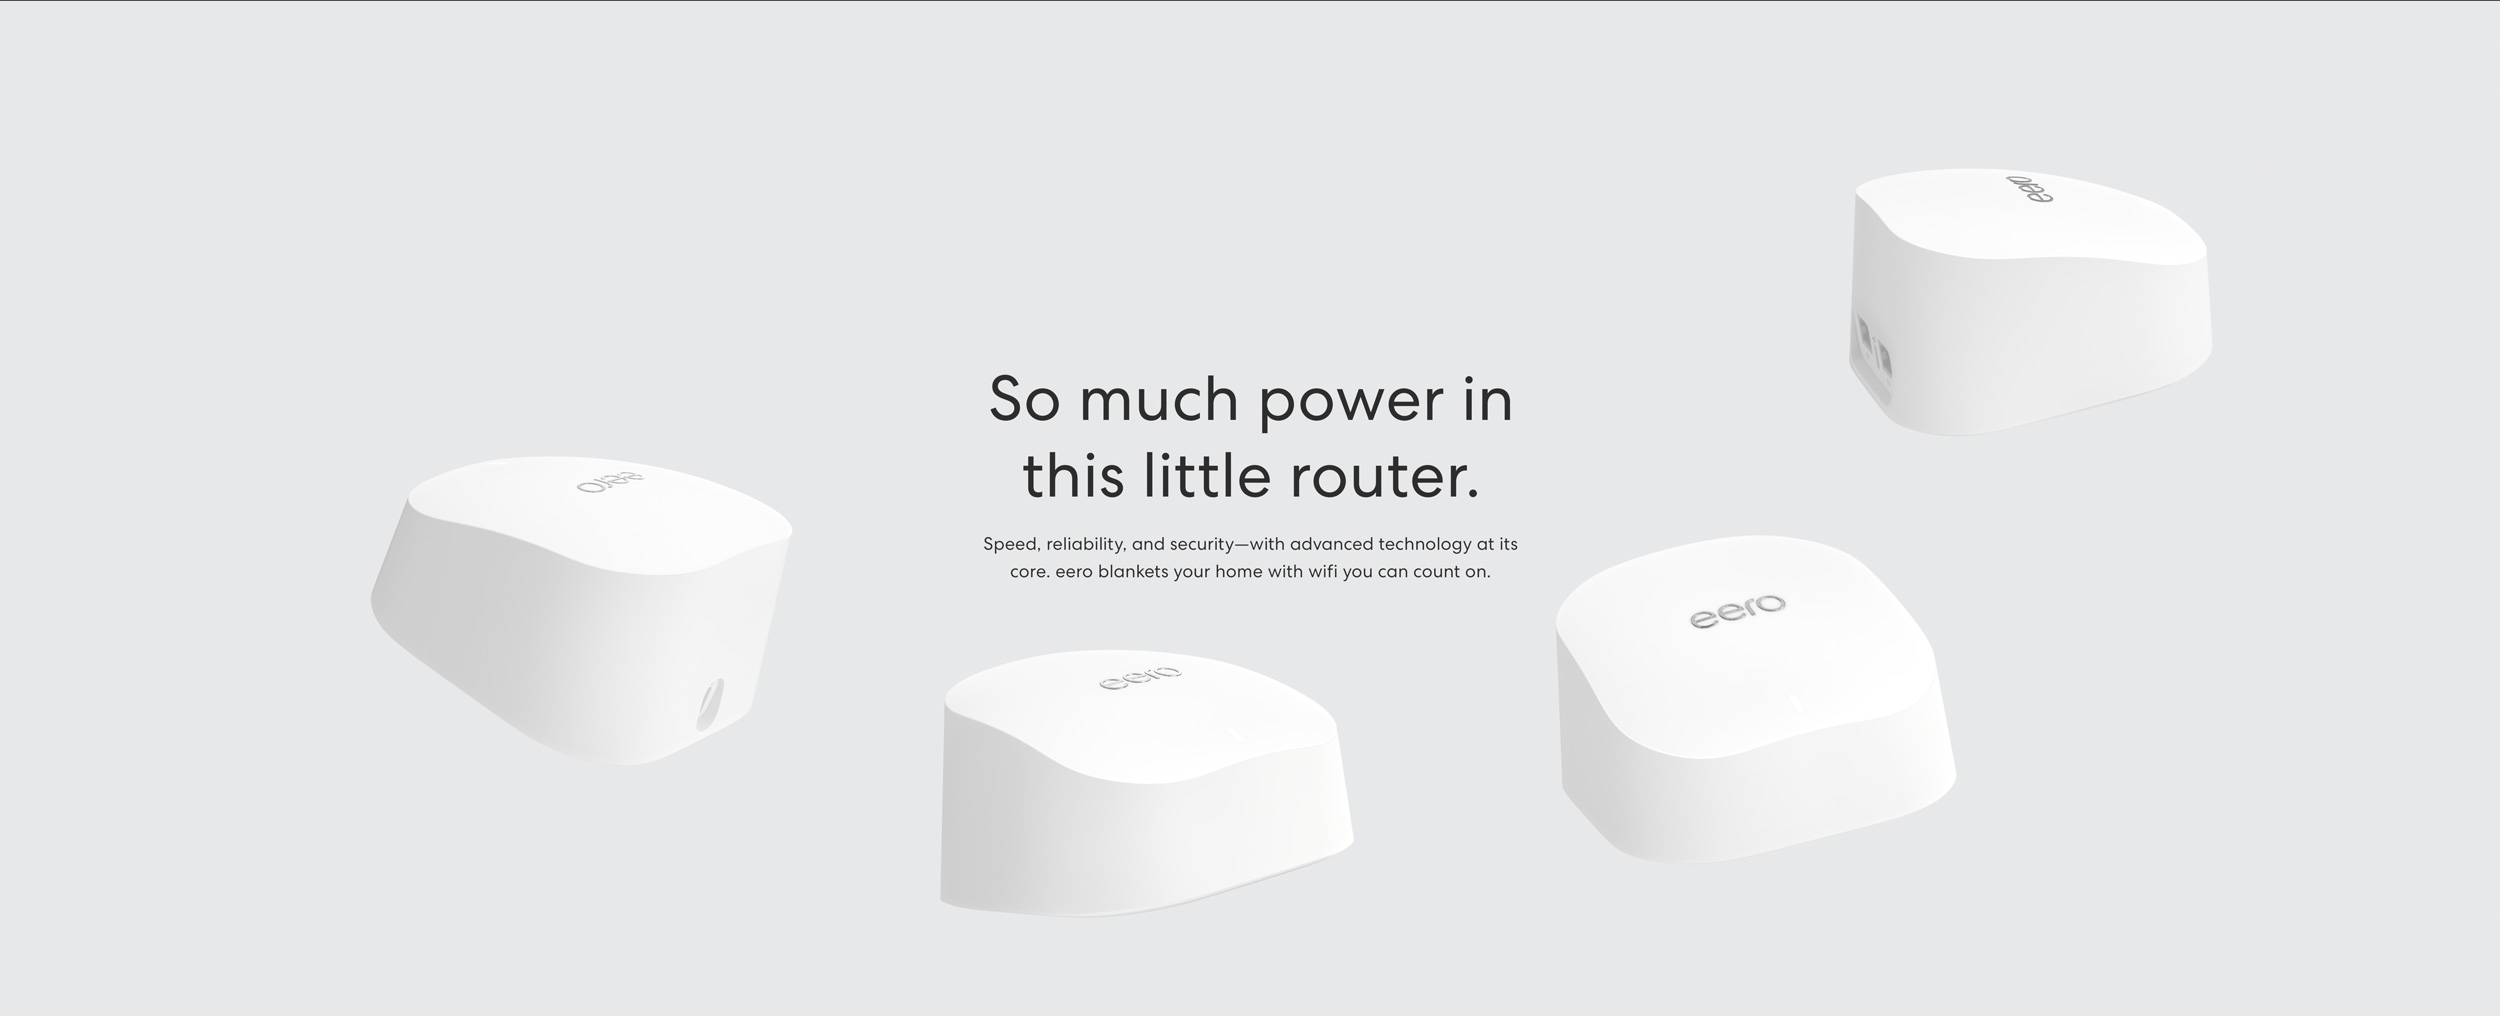 eero
So much power in
this little router.
eero
Speed, reliability, and security—with advanced technology at its
core. eero blankets your home with wifi you can count on.
eero
eero